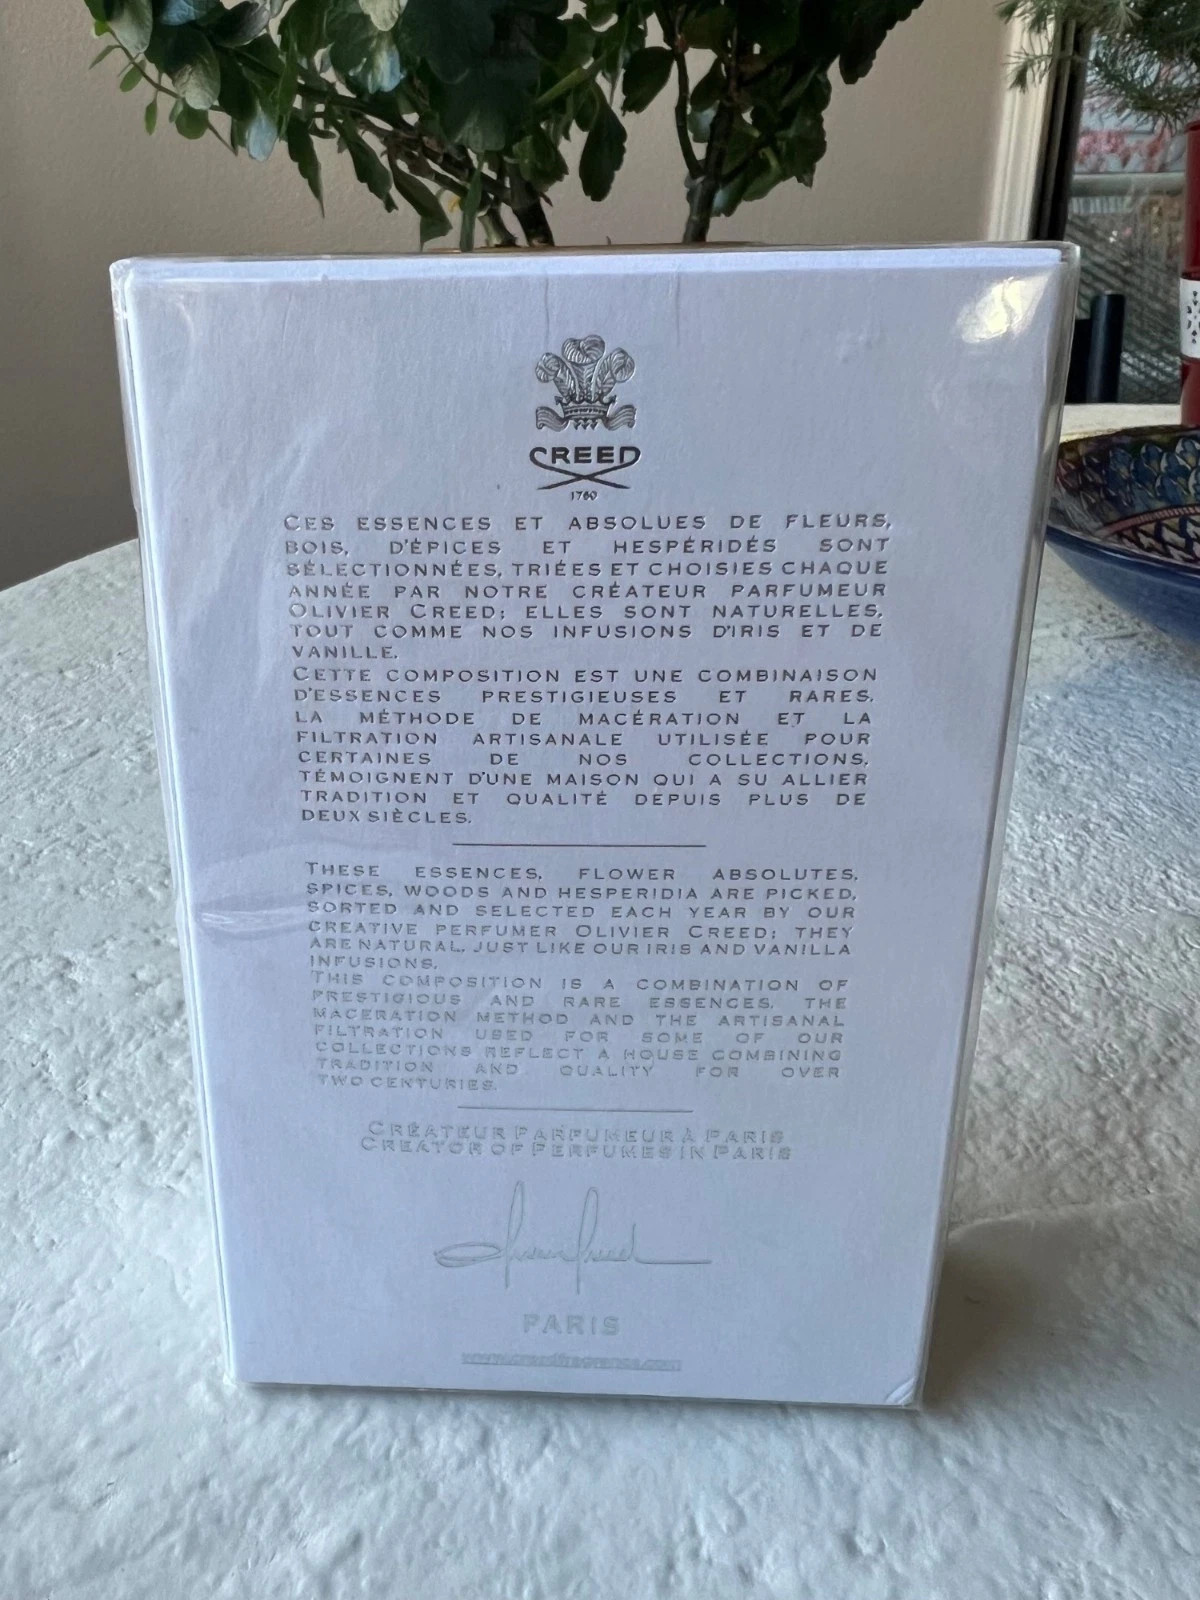 CREED
1760
CES ESSENCES ET ABSOLUES DE FLEURS,
BOIS, D'ÉPICES ET HESPÉRIDÉS SONT
SÉLECTIONNÉES, TRIÉES ET CHOISIES CHAQUE
ANNÉE PAR NOTRE CRÉATEUR PARFUMEUR
OLIVIER CREED; ELLES SONT NATURELLES,
TOUT COMME NOS INFUSIONS D'IRIS ET DE
VANILLE.
CETTE COMPOSITION EST UNE COMBINAISON
D'ESSENCES PRESTIGIEUSES ET RARES.
LA MÉTHODE DE MACÉRATION ET LA
FILTRATION ARTISANALE UTILISÉE POUR
CERTAINES DE NOS COLLECTIONS,
TÉMOIGNENT D'UNE MAISON QUI A SU ALLIER
TRADITION ET QUALITÉ DEPUIS PLUS DE
DEUX SIÈCLES.
THESE ESSENCES, FLOWER ABSOLUTES,
SPICES, WOODS AND HESPERIDIA ARE PICKED,
SORTED AND SELECTED EACH YEAR BY OUR
CREATIVE PERFUMER OLIVIER CREED; THEY
ARE NATURAL, JUST LIKE OUR IRIS AND VANILLA
INFUSIONS.
THIS COMPOSITION IS A COMBINATION OF
PRESTIGIOUS AND RARE ESSENCES. THE
MACERATION METHOD AND THE ARTISANAL
FILTRATION USED FOR SOME OF OUR
COLLECTIONS REFLECT A HOUSE COMBINING
TRADITION AND QUALITY FOR OVER
TWO CENTURIES.
CRÉATEUR PARFUMEUR À PARIS
CREATOR OF PERFUMES IN PARIS
PARIS